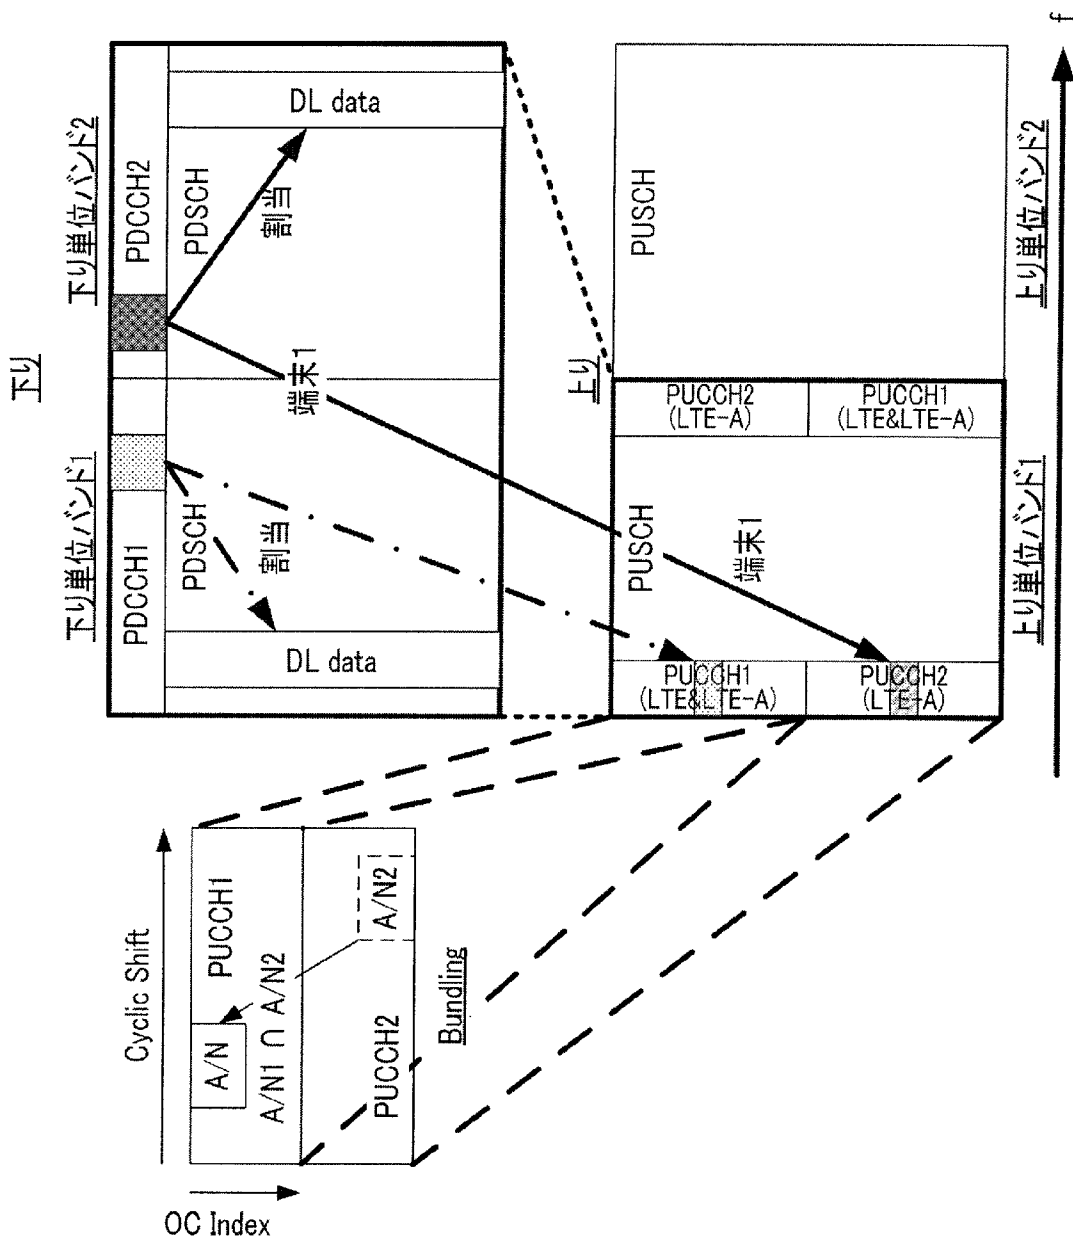 下り
下り単位バンド1
下り単位バンド2
PDCCH1
PDCCH2
PDSCH
PDSCH
割当
割当
DL data
DL data
端末1
上り
PUCCH1
(LTE&LTE-A)
PUCCH2
(LTE-A)
PUSCH
端末1
PUCCH2
(LTE-A)
PUCCH1
(LTE&LTE-A)
PUSCH
上り単位バンド1
上り単位バンド2
f
Cyclic Shift
OC Index
A/N
PUCCH1
A/N1 ∩ A/N2
PUCCH2
A/N2
Bundling